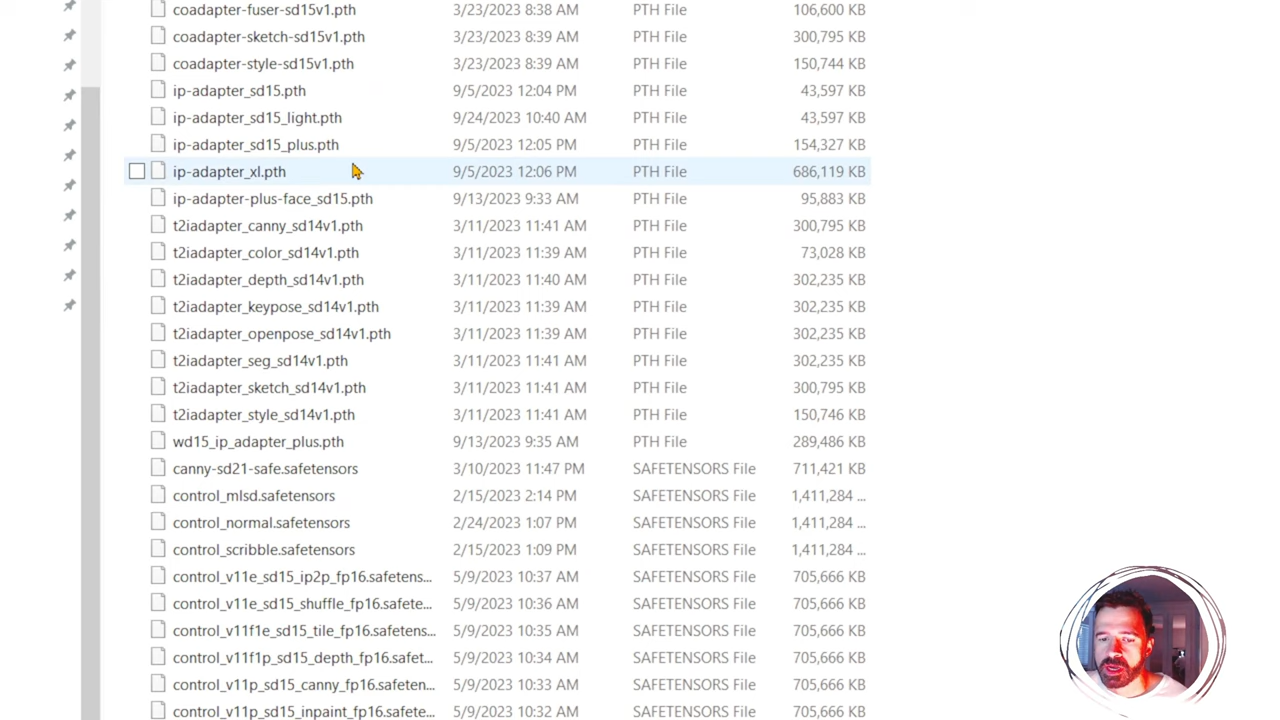 coadapter-fuser-sd15v1.pth 3/23/2023 8:38 AM PTH File 106,600 KB
coadapter-sketch-sd15v1.pth 3/23/2023 8:39 AM PTH File 300,795 KB
coadapter-style-sd15v1.pth 3/23/2023 8:39 AM PTH File 150,744 KB
ip-adapter_sd15.pth 9/5/2023 12:04 PM PTH File 43,597 KB
ip-adapter_sd15_light.pth 9/24/2023 10:40 AM PTH File 43,597 KB
ip-adapter_sd15_plus.pth 9/5/2023 12:05 PM PTH File 154,327 KB
ip-adapter_xl.pth 9/5/2023 12:06 PM PTH File 686,119 KB
ip-adapter-plus-face_sd15.pth 9/13/2023 9:33 AM PTH File 95,883 KB
t2iadapter_canny_sd14v1.pth 3/11/2023 11:41 AM PTH File 300,795 KB
t2iadapter_color_sd14v1.pth 3/11/2023 11:39 AM PTH File 73,028 KB
t2iadapter_depth_sd14v1.pth 3/11/2023 11:40 AM PTH File 302,235 KB
t2iadapter_keypose_sd14v1.pth 3/11/2023 11:39 AM PTH File 302,235 KB
t2iadapter_openpose_sd14v1.pth 3/11/2023 11:39 AM PTH File 302,235 KB
t2iadapter_seg_sd14v1.pth 3/11/2023 11:41 AM PTH File 302,235 KB
t2iadapter_sketch_sd14v1.pth 3/11/2023 11:41 AM PTH File 300,795 KB
t2iadapter_style_sd14v1.pth 3/11/2023 11:41 AM PTH File 150,746 KB
wd15_ip_adapter_plus.pth 9/13/2023 9:35 AM PTH File 289,486 KB
canny-sd21-safe.safetensors 3/10/2023 11:47 PM SAFETENSORS File 711,421 KB
control_mlsd.safetensors 2/15/2023 2:14 PM SAFETENSORS File 1,411,284 ...
control_normal.safetensors 2/24/2023 1:07 PM SAFETENSORS File 1,411,284 ...
control_scribble.safetensors 2/15/2023 1:09 PM SAFETENSORS File 1,411,284 ...
control_v11e_sd15_ip2p_fp16.safetens... 5/9/2023 10:37 AM SAFETENSORS File 705,666 KB
control_v11e_sd15_shuffle_fp16.safete... 5/9/2023 10:36 AM SAFETENSORS File 705,666 KB
control_v11f1e_sd15_tile_fp16.safetens... 5/9/2023 10:35 AM SAFETENSORS File 705,666 KB
control_v11f1p_sd15_depth_fp16.safet... 5/9/2023 10:34 AM SAFETENSORS File 705,666 KB
control_v11p_sd15_canny_fp16.safeten... 5/9/2023 10:33 AM SAFETENSORS File 705,666 KB
control_v11p_sd15_inpaint_fp16.safete... 5/9/2023 10:32 AM SAFETENSORS File 705,666 KB